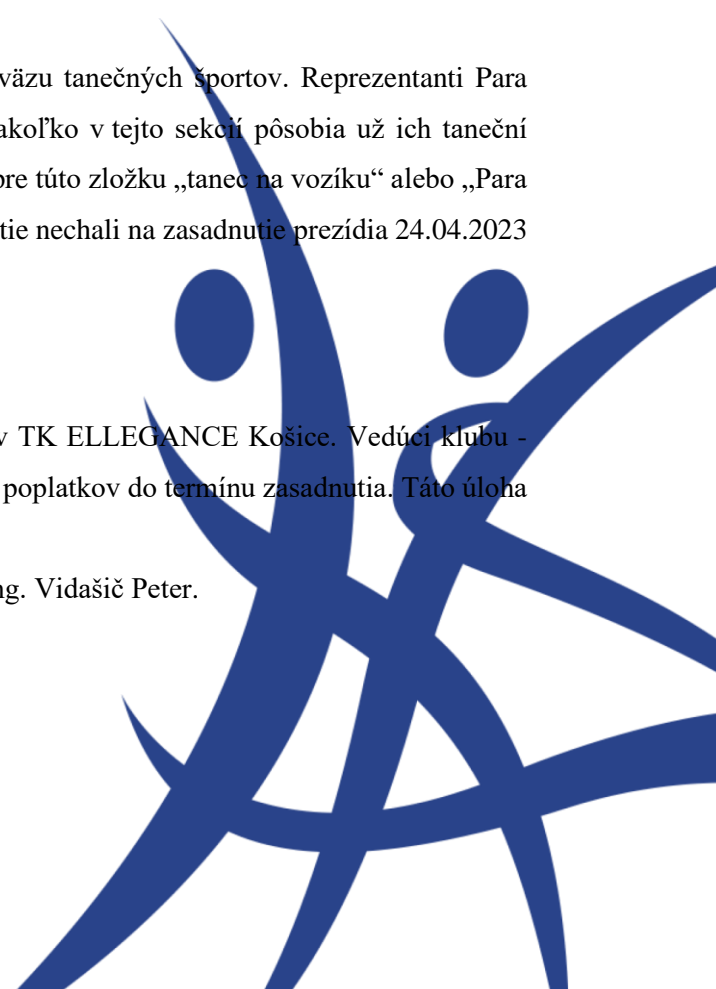 väzu tanečných športov. Reprezentanti Para
akoľko v tejto sekcií pôsobia už ich taneční
pre túto zložku „tanec na vozíku“ alebo „Para
tie nechali na zasadnutie prezídia 24.04.2023
v TK ELLEGANCE Košice. Vedúci klubu -
poplatkov do termínu zasadnutia. Táto úloha
ng. Vidašič Peter.